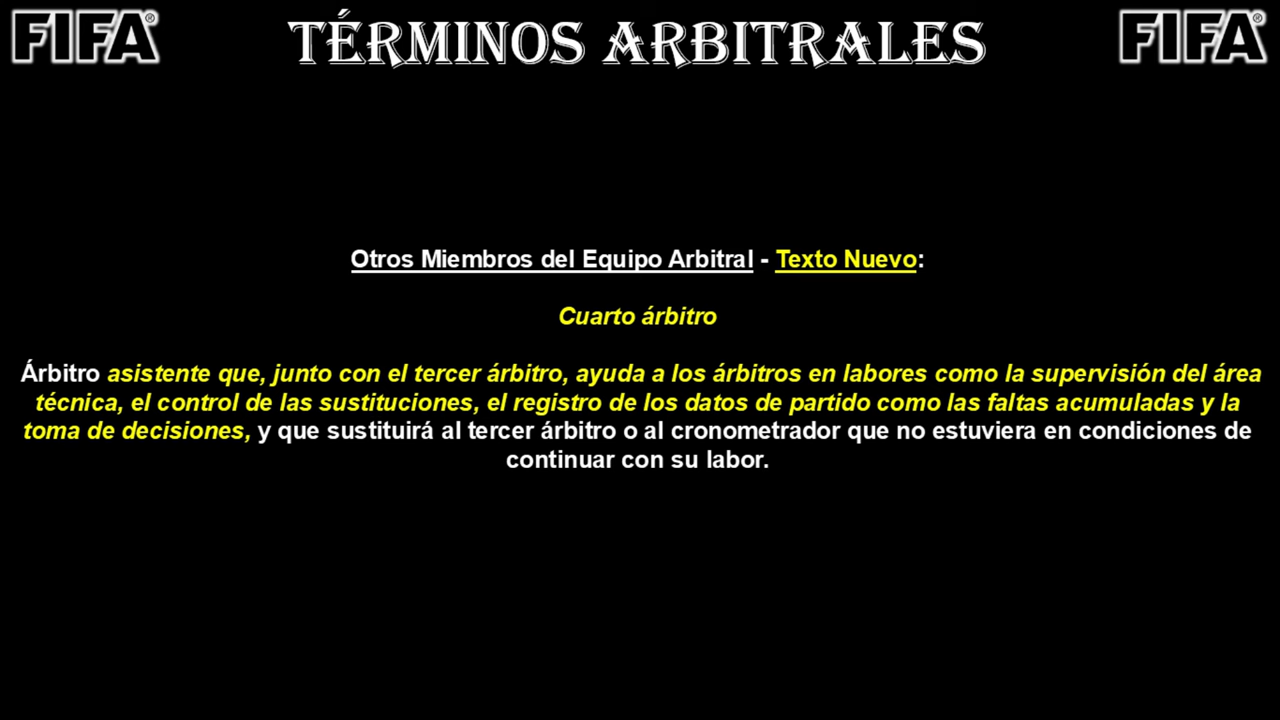 FIFA® TÉRMINOS ARBITRALES FIFA®
Otros Miembros del Equipo Arbitral - Texto Nuevo:
Cuarto árbitro
Árbitro asistente que, junto con el tercer árbitro, ayuda a los árbitros en labores como la supervisión del área
técnica, el control de las sustituciones, el registro de los datos de partido como las faltas acumuladas y la
toma de decisiones, y que sustituirá al tercer árbitro o al cronometrador que no estuviera en condiciones de
continuar con su labor.